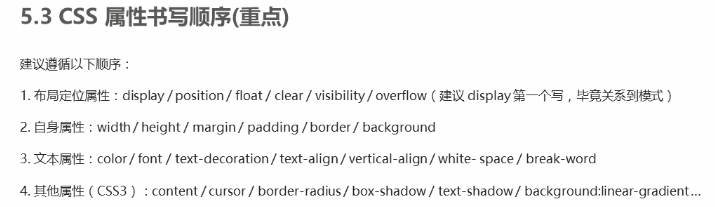 5.3 CSS 属性书写顺序(重点)
建议遵循以下顺序：
1. 布局定位属性：display / position / float / clear / visibility / overflow（建议 display 第一个写，毕竟关系到模式）
2. 自身属性：width / height / margin / padding / border / background
3. 文本属性：color / font / text-decoration / text-align / vertical-align / white- space / break-word
4. 其他属性（CSS3）：content / cursor / border-radius / box-shadow / text-shadow / background:linear-gradient …